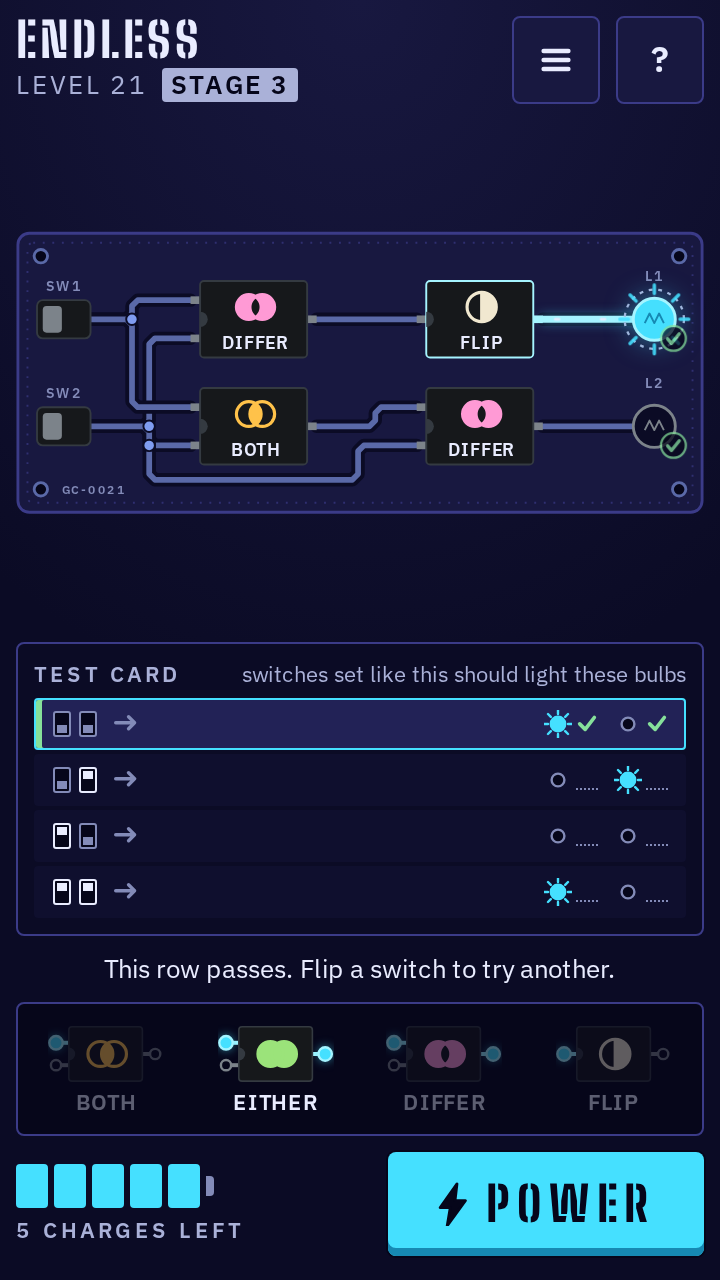 ENDLESS
LEVEL 21 STAGE 3
?
SW1
L1
DIFFER
FLIP
SW2
L2
BOTH
DIFFER
GC-0021
TEST CARD
switches set like this should light these bulbs
This row passes. Flip a switch to try another.
BOTH
EITHER
DIFFER
FLIP
5 CHARGES LEFT
POWER